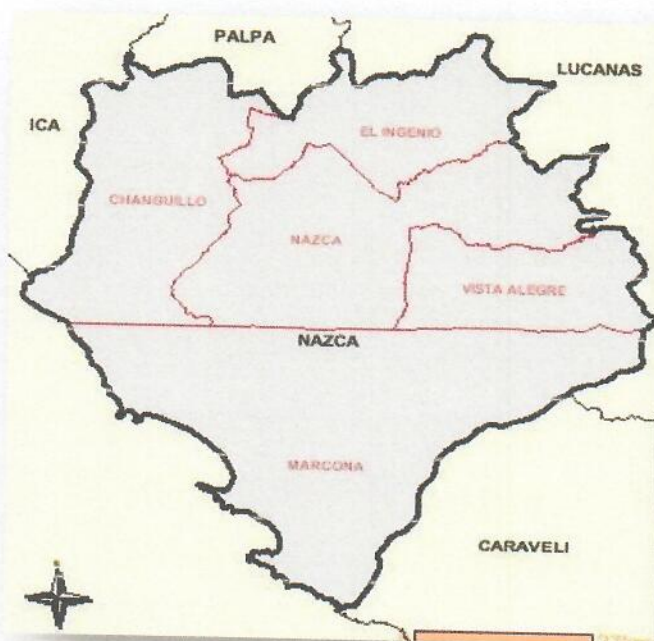 PALPA
LUCANAS
ICA
EL INGENIO
CHANGUILLO
NAZCA
VISTA ALEGRE
NAZCA
MARCONA
CARAVELI